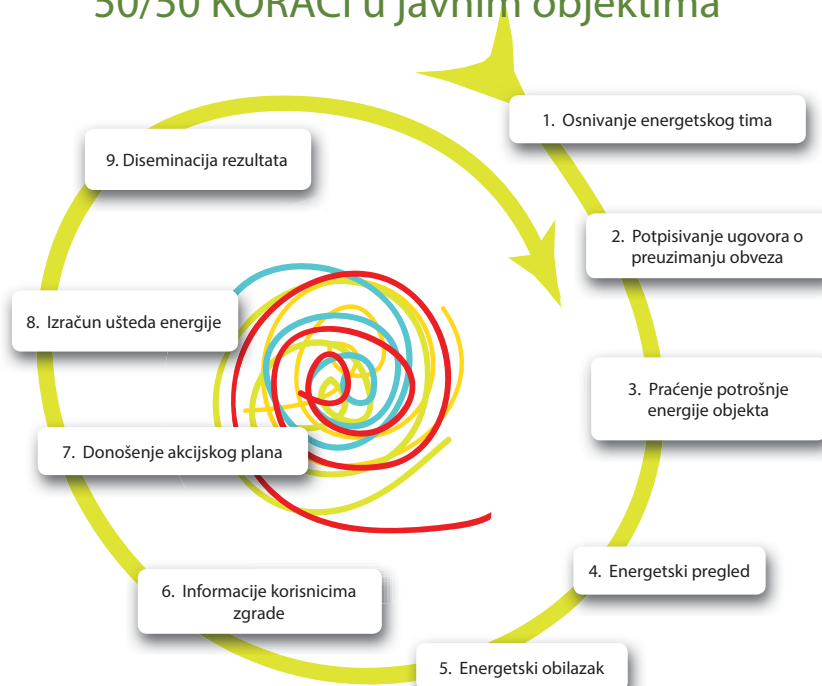 50/50 KORACI u javnim objektima
1. Osnivanje energetskog tima
2. Potpisivanje ugovora o
preuzimanju obveza
3. Praćenje potrošnje
energije objekta
4. Energetski pregled
5. Energetski obilazak
6. Informacije korisnicima
zgrade
7. Donošenje akcijskog plana
8. Izračun ušteda energije
9. Diseminacija rezultata